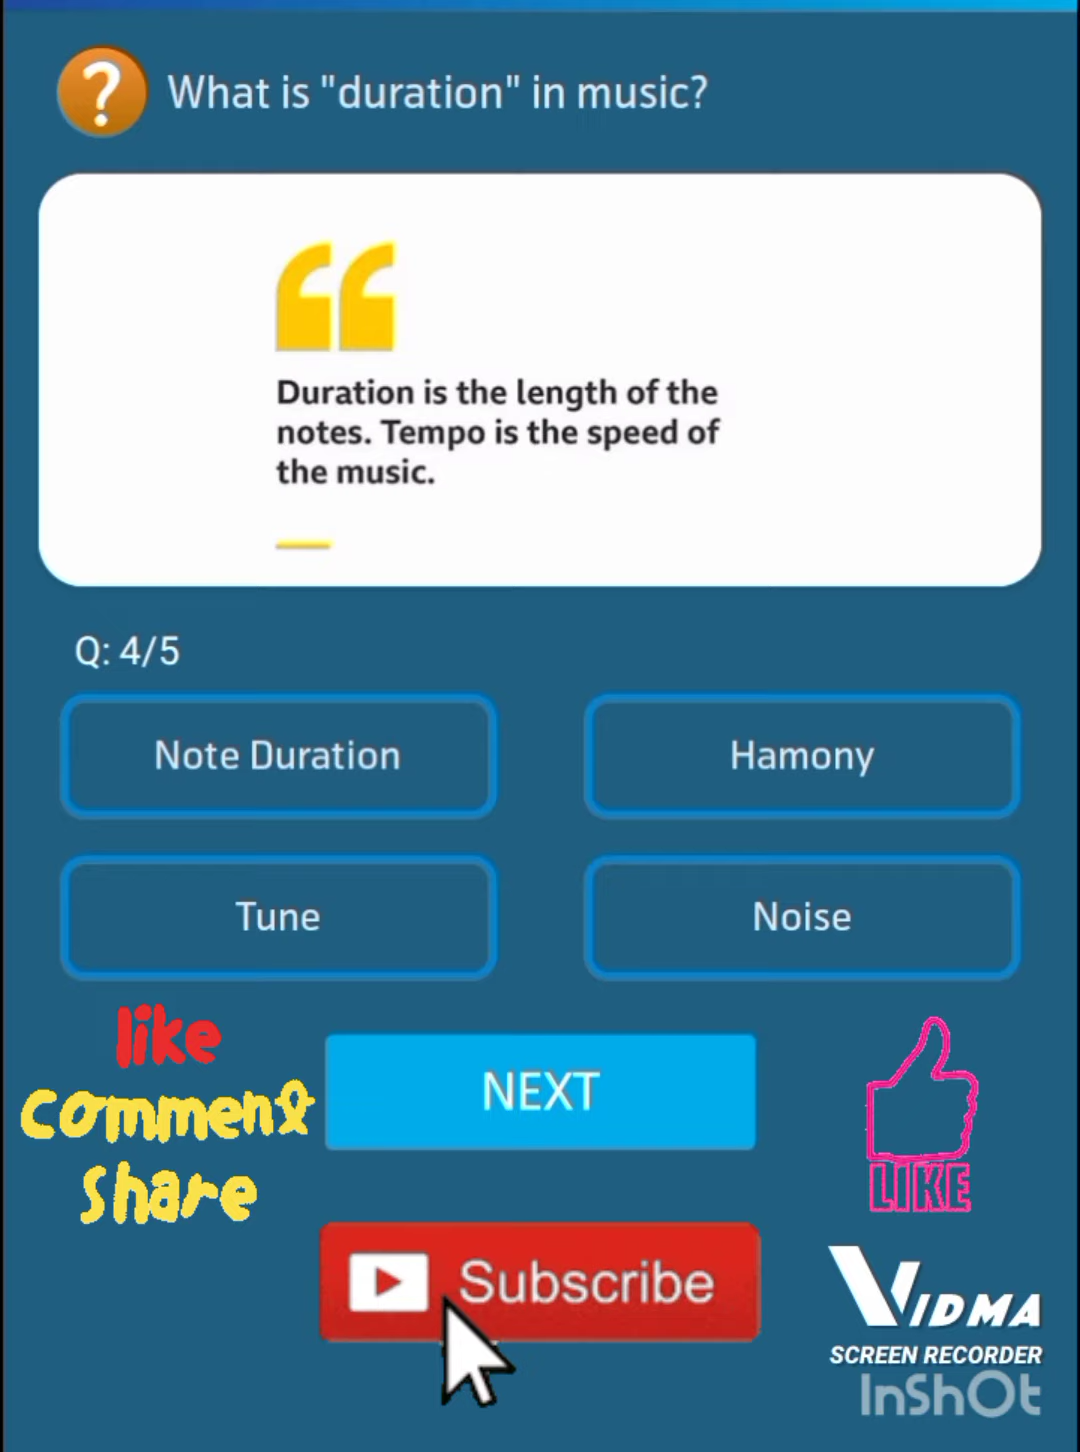 What is "duration" in music?
Duration is the length of the
notes. Tempo is the speed of
the music.
Q: 4/5
Note Duration
Hamony
Tune
Noise
like
comment
share
NEXT
LIKE
Subscribe
VIDMA
SCREEN RECORDER
InShOt